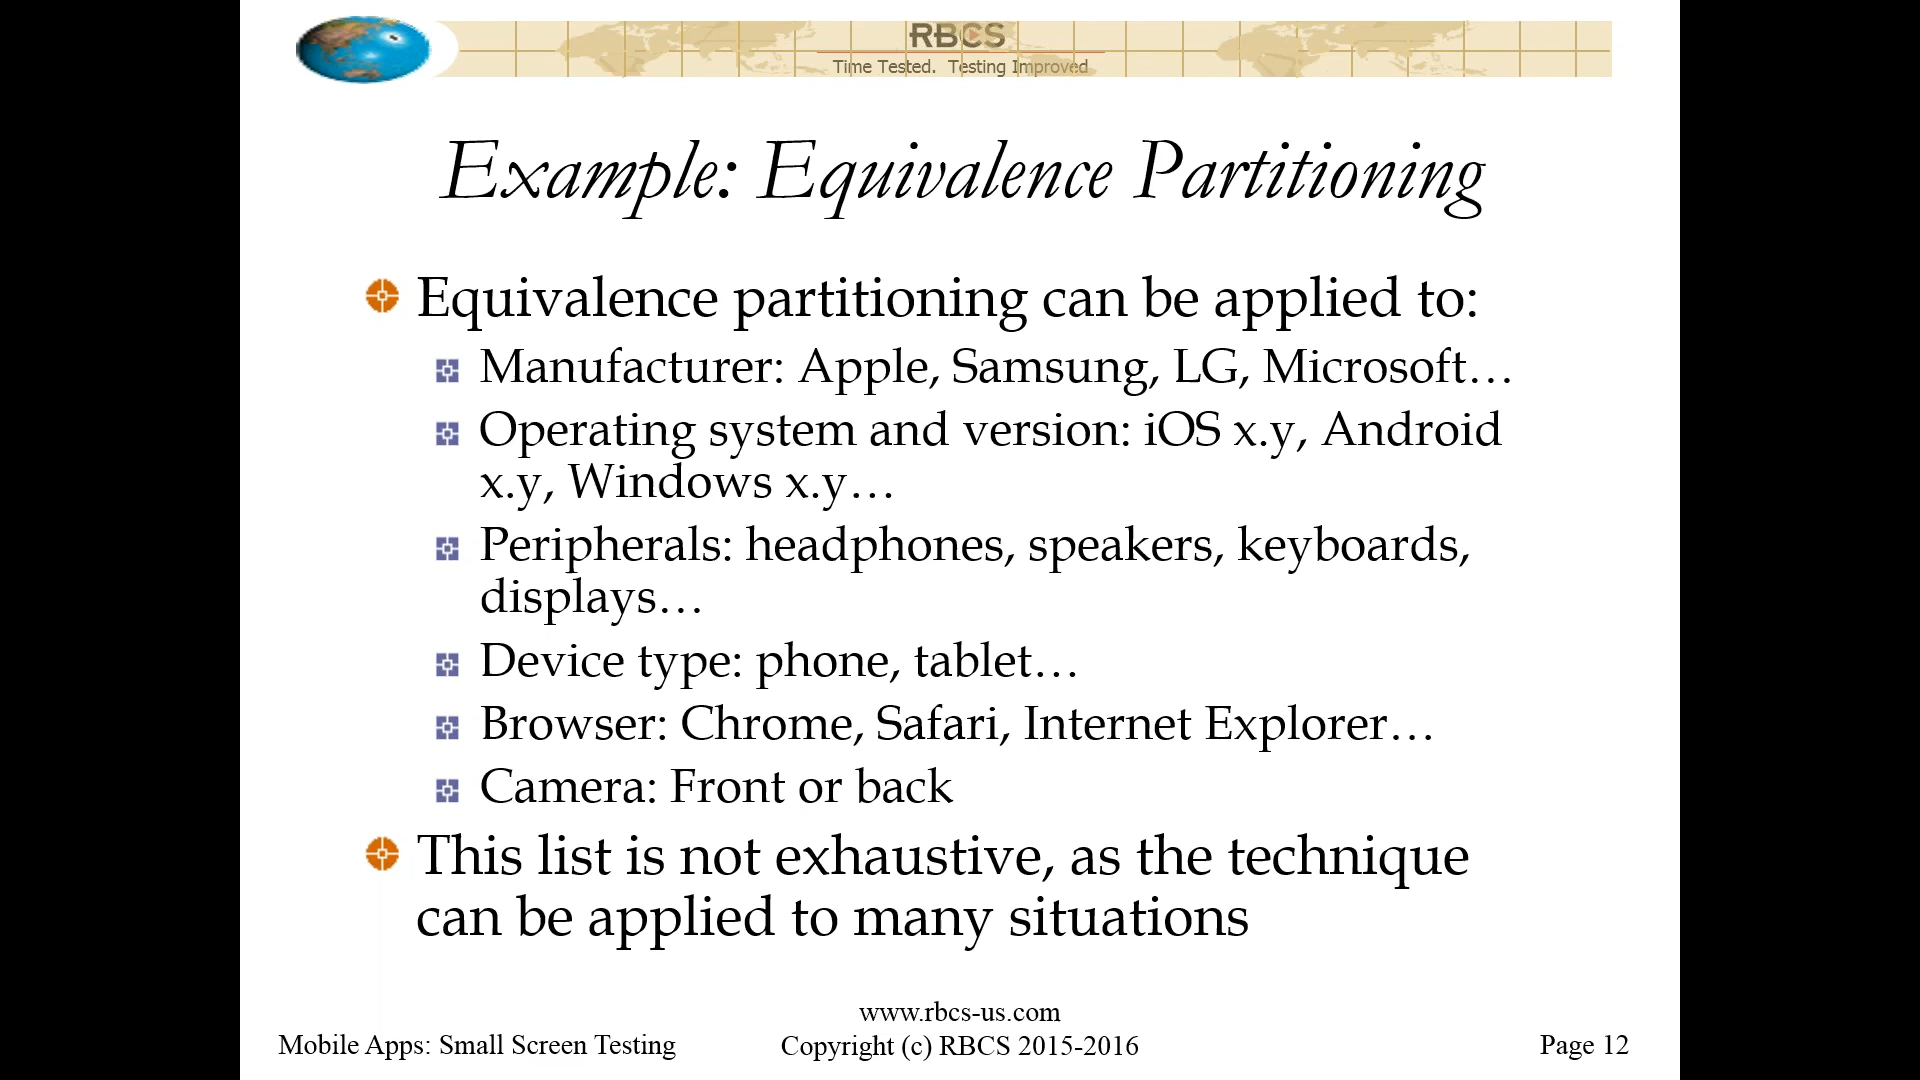 RBCS
Time Tested. Testing Improved
Example: Equivalence Partitioning
Equivalence partitioning can be applied to:
Manufacturer: Apple, Samsung, LG, Microsoft…
Operating system and version: iOS x.y, Android
x.y, Windows x.y…
Peripherals: headphones, speakers, keyboards,
displays…
Device type: phone, tablet…
Browser: Chrome, Safari, Internet Explorer…
Camera: Front or back
This list is not exhaustive, as the technique
can be applied to many situations
www.rbcs-us.com
Mobile Apps: Small Screen Testing
Copyright (c) RBCS 2015-2016
Page 12